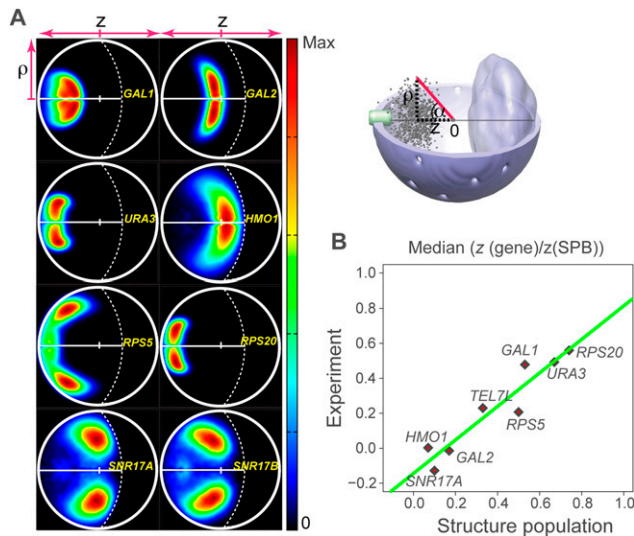 A
z
Max
ρ
GAL1
GAL2
URA3
HMO1
RPS5
RPS20
SNR17A
SNR17B
0
ρ
α
z
0
B
Median (z (gene)/z(SPB))
Experiment
1.0
0.8
0.6
0.4
0.2
0.0
−0.2
GAL1
RPS20
URA3
TEL7L
RPS5
HMO1
GAL2
SNR17A
0.0 0.2 0.4 0.6 0.8 1.0
Structure population